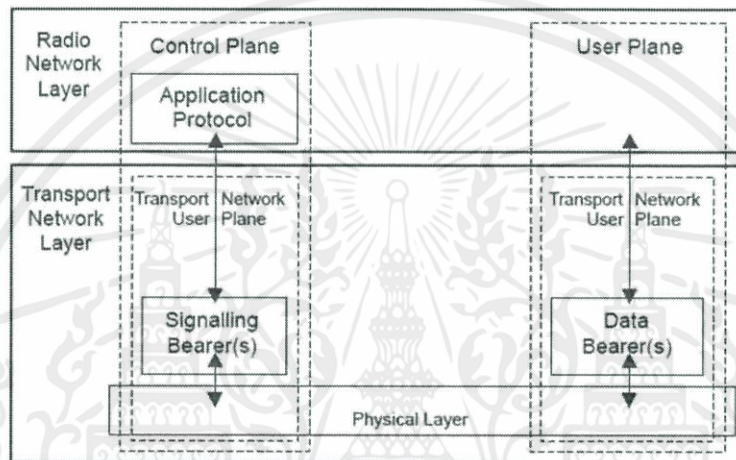 Radio
Network
Layer
Control Plane
User Plane
Application
Protocol
Transport
Network
Layer
Transport Network
User Plane
Transport Network
User Plane
Signalling
Bearer(s)
Data
Bearer(s)
Physical Layer